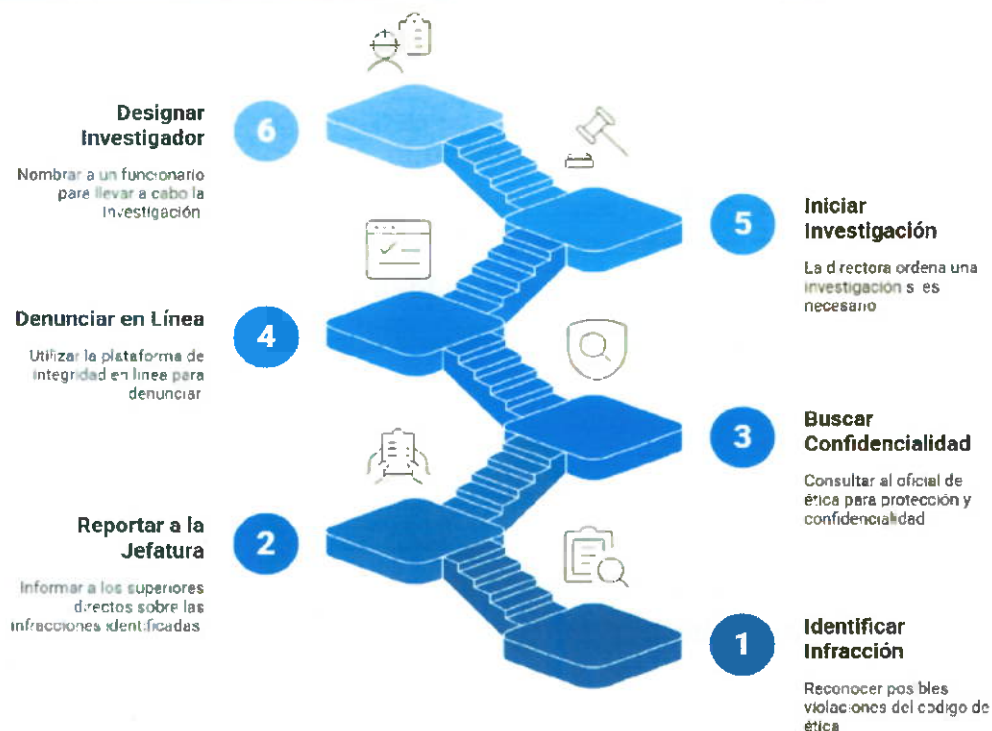 Designar
Investigador
6
Nombrar a un funcionario
para llevar a cabo la
Investigación
5
Iniciar
Investigación
La directora ordena una
investigación s es
necesario
Denunciar en Línea
4
Utilizar la plataforma de
integridad en línea para
denunciar
3
Buscar
Confidencialidad
Consultar al oficial de
ética para protección y
confidencialidad
Reportar a la
Jefatura
2
Informar a los superiores
directos sobre las
infracciones identificadas
1
Identificar
Infracción
Reconocer posibles
violaciones del codigo de
ética